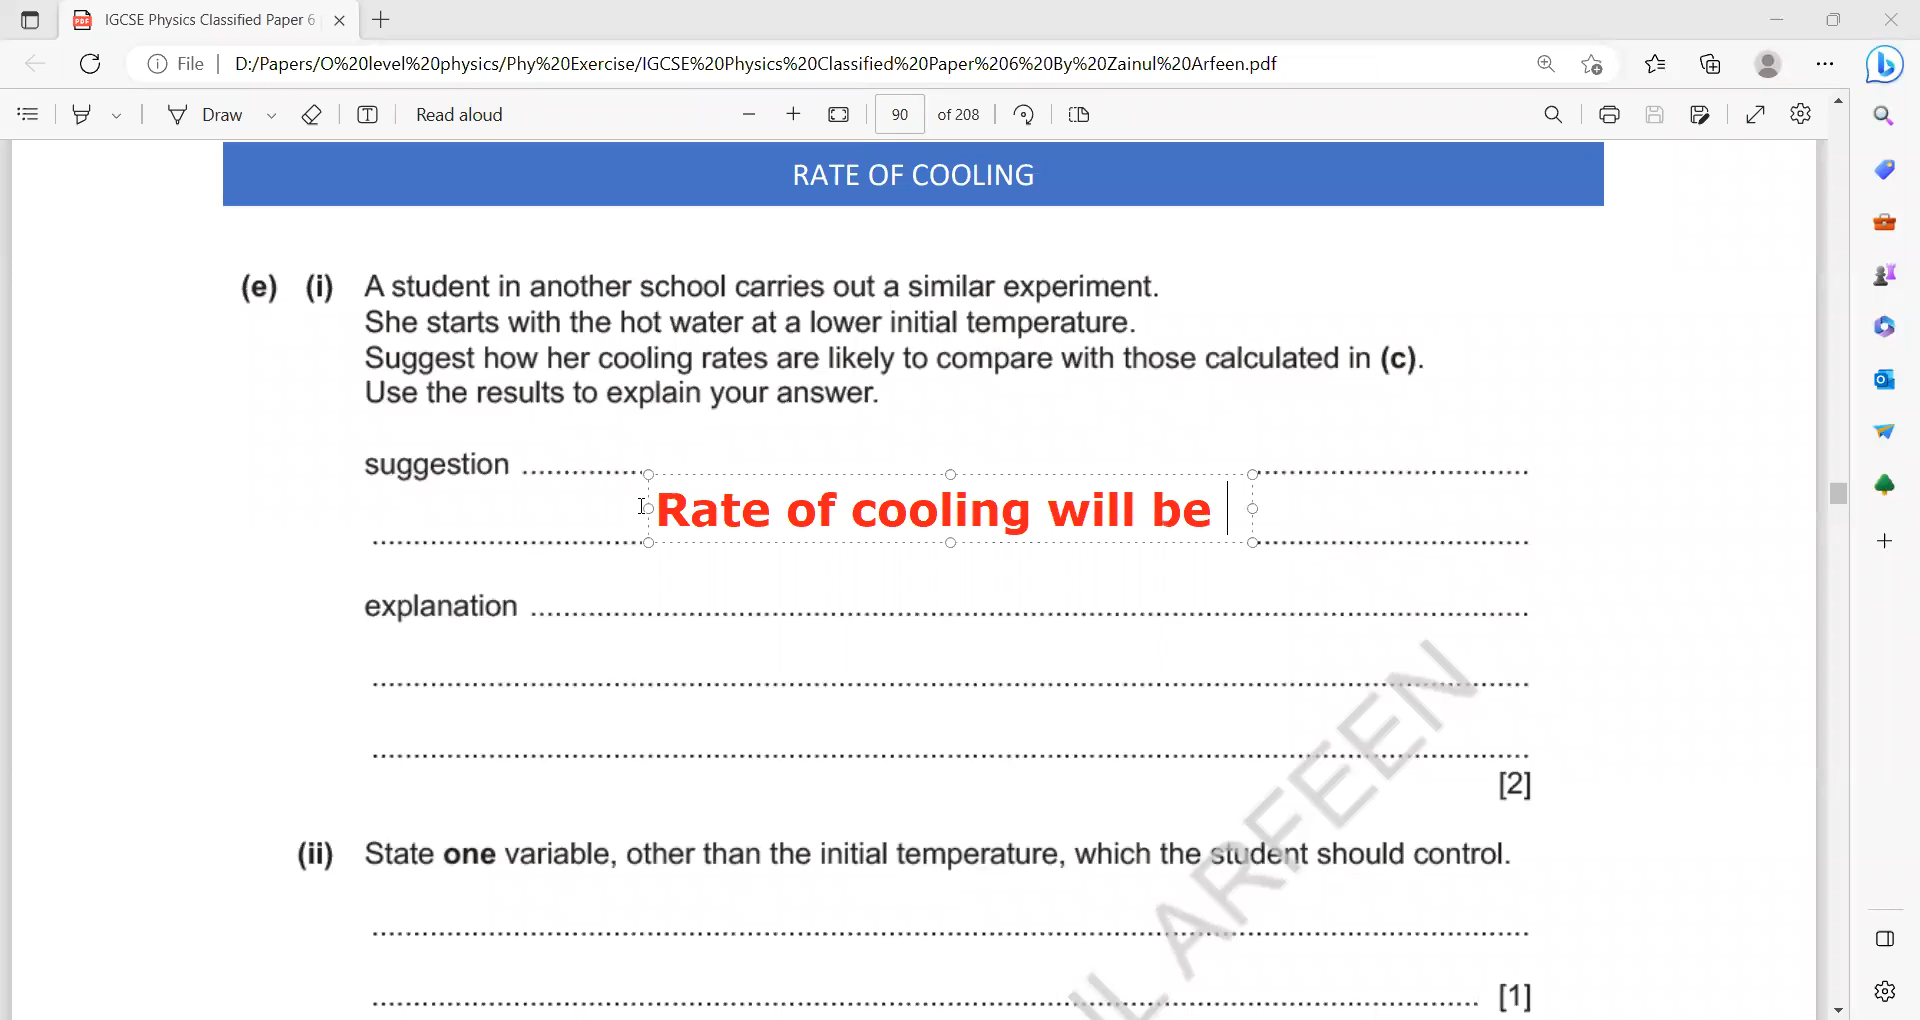 IGCSE Physics Classified Paper 6
File D:/Papers/O%20level%20physics/Phy%20Exercise/IGCSE%20Physics%20Classified%20Paper%206%20By%20Zainul%20Arfeen.pdf
Draw Read aloud 90 of 208
RATE OF COOLING
(e) (i) A student in another school carries out a similar experiment.
She starts with the hot water at a lower initial temperature.
Suggest how her cooling rates are likely to compare with those calculated in (c).
Use the results to explain your answer.
suggestion ..............................
Rate of cooling will be
explanation ..............................
[2]
(ii) State one variable, other than the initial temperature, which the student should control.
[1]
IL ARFEEN